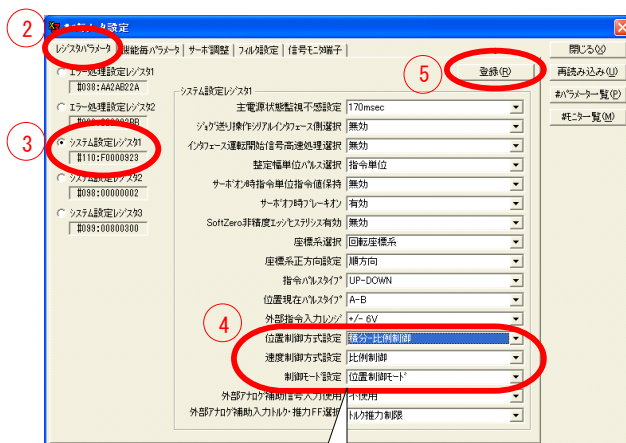 ②
設定
レジスタパラメータ 機能毎パラメータ サーボ調整 フィルタ設定 信号モニタ端子
⑤
登録(R)
閉じる(X)
再読み込み(U)
#パラメータ一覧(P)
#モニタ一覧(M)
エラー処理設定レジスタ1
#038:AA2AB22A
エラー処理設定レジスタ2
③
システム設定レジスタ1
#110:F0000323
#098:00000002
システム設定レジスタ3
#099:00800300
システム設定レジスタ1
主電源状態監視不感設定 170msec
ジョグ送り操作シリアルインタフェース側選択 無効
インタフェース運転開始信号高速処理選択 無効
整定幅単位パルス選択 指令単位
サーボオン時指令単位指令値保持 無効
サーボオフ時ブレーキオン 有効
SoftZero非精度エッジヒステリシス有効 無効
座標系選択 回転座標系
座標系正方向設定 順方向
指令パルスタイプ UP-DOWN
位置現在パルスタイプ A-B
外部指令入力レンジ +/- 6V
④
位置制御方式設定 積分-比例制御
速度制御方式設定 比例制御
制御モード設定 位置制御モード
外部アナログ補助信号入力使用 不使用
外部アナログ補助入力トルク・推力FF選択 トルク推力制限